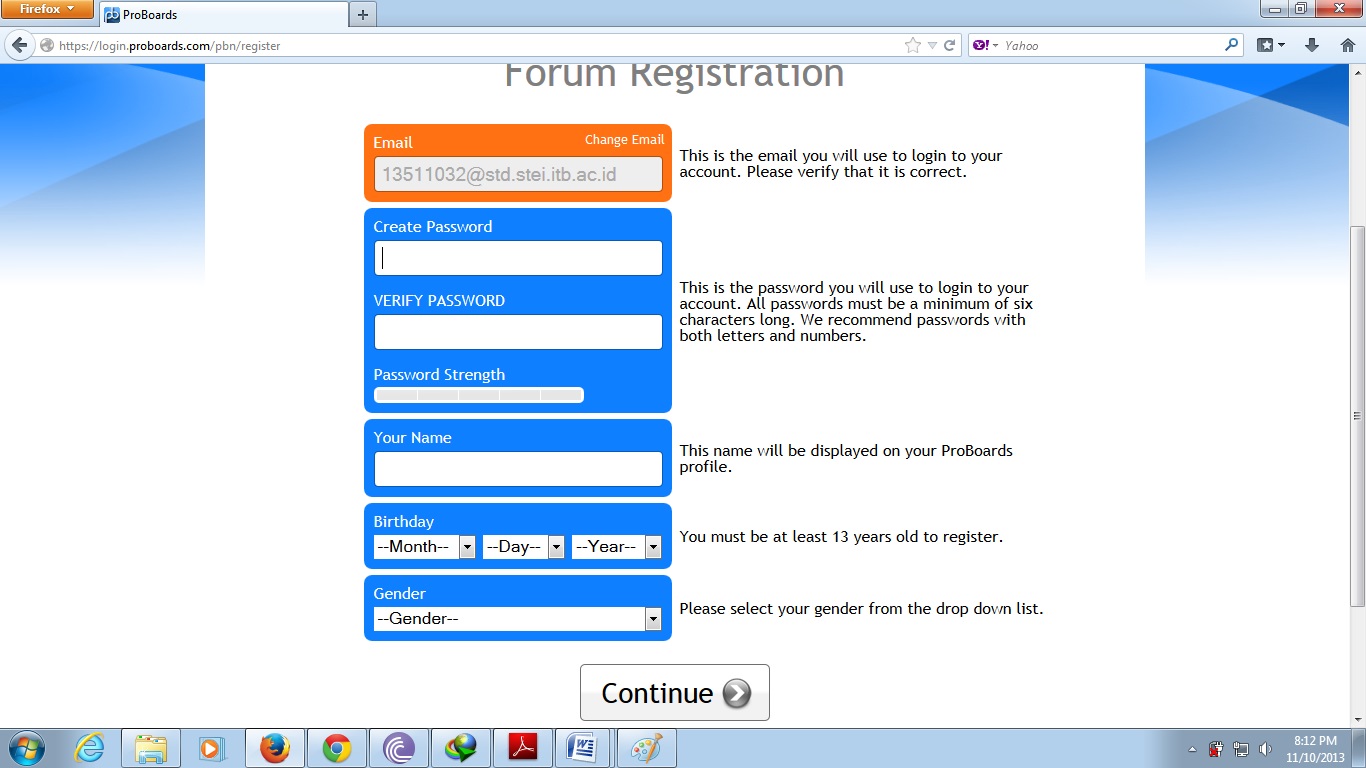 Firefox
ProBoards
https://login.proboards.com/pbn/register
Yahoo
Forum Registration
Email
Change Email
13511032@std.stei.itb.ac.id
This is the email you will use to login to your
account. Please verify that it is correct.
Create Password
VERIFY PASSWORD
Password Strength
This is the password you will use to login to your
account. All passwords must be a minimum of six
characters long. We recommend passwords with
both letters and numbers.
Your Name
This name will be displayed on your ProBoards
profile.
Birthday
--Month--
--Day--
--Year--
You must be at least 13 years old to register.
Gender
--Gender--
Please select your gender from the drop down list.
Continue
8:12 PM
11/10/2013